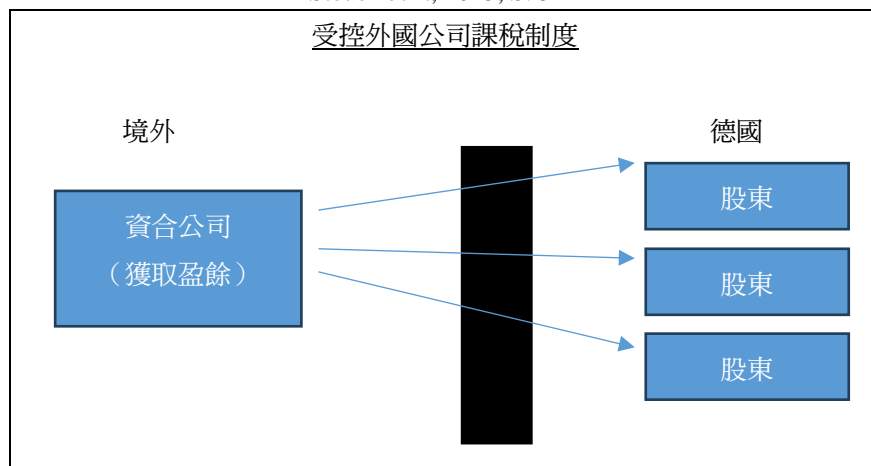 受控外國公司課稅制度
境外
德國
資合公司
（獲取盈餘）
股東
股東
股東